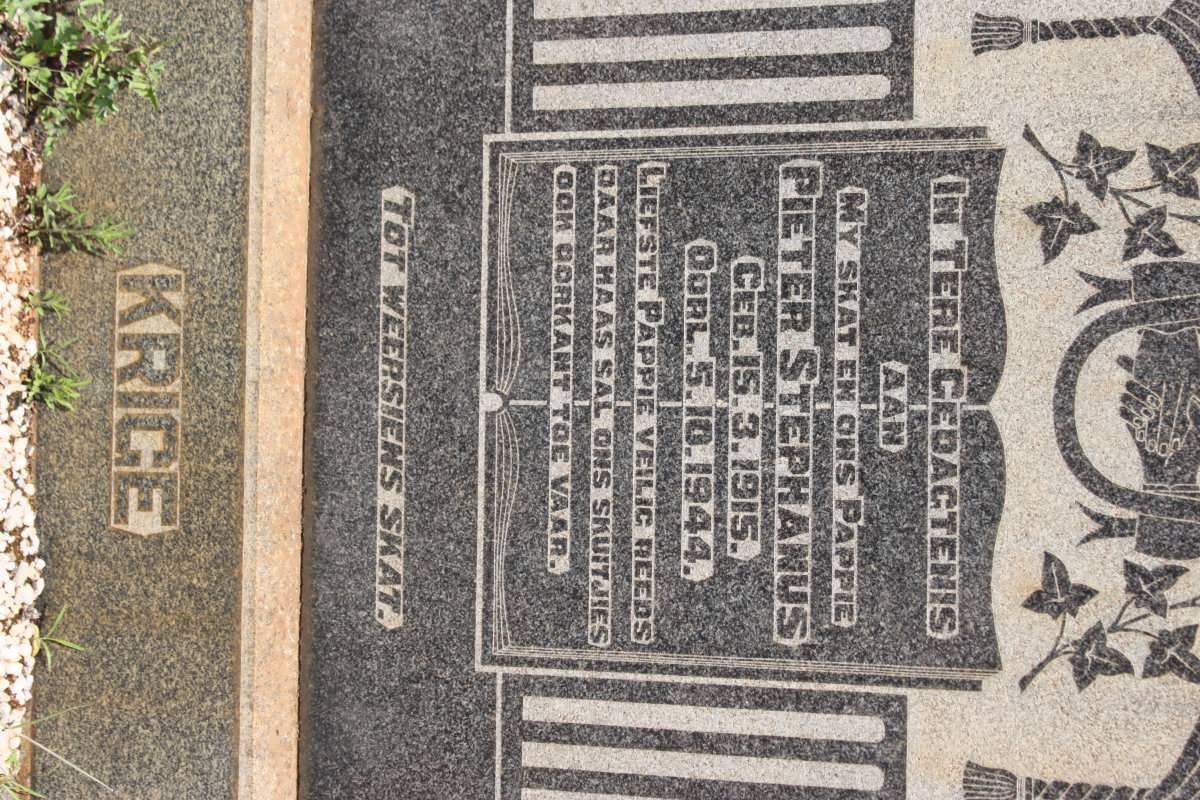 IN TERE GEDAGTENIS
AAN
MY SKAT EN ONS PAPPIE
PIETER STEPHANUS
GEB. 15.3.1915.
OORL. 5.10.1944.
LIEFSTE PAPPIE VEILIG REEDS
DAAR HAAS SAL ONS SKUITJIES
OOK OORKANT TOE VAAR.
TOT WEERSIENS SKAT.
KRIGE